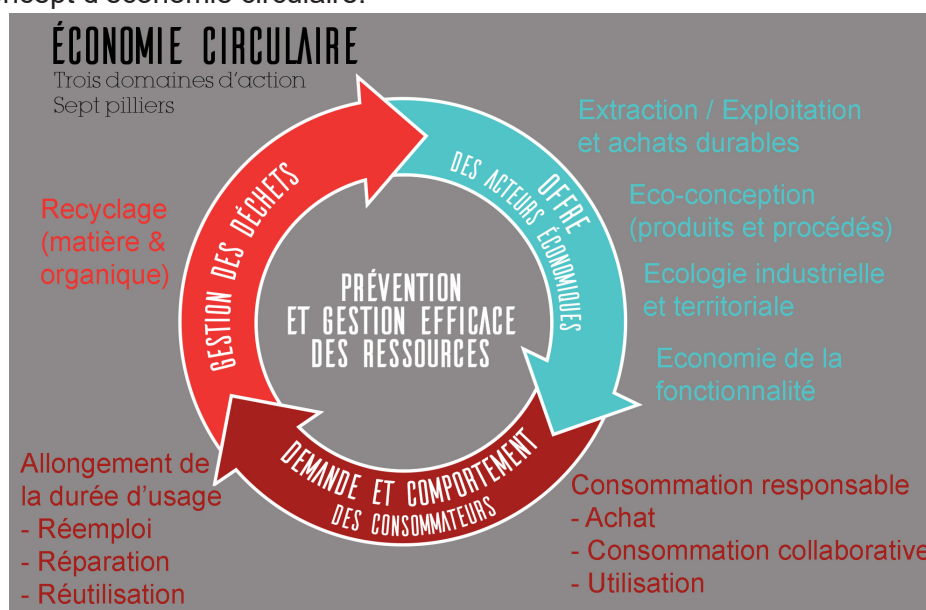 concept d'économie circulaire.
ÉCONOMIE CIRCULAIRE
Trois domaines d'action
Sept pilliers
Extraction / Exploitation
et achats durables
Eco-conception
(produits et procédés)
Ecologie industrielle
et territoriale
Economie de la
fonctionnalité
OFFRE
DES ACTEURS ÉCONOMIQUES
Recyclage
(matière &
organique)
GESTION DES DÉCHETS
PRÉVENTION
ET GESTION EFFICACE
DES RESSOURCES
DEMANDE ET COMPORTEMENT
DES CONSOMMATEURS
Allongement de
la durée d'usage
- Réemploi
- Réparation
- Réutilisation
Consommation responsable
- Achat
- Consommation collaborative
- Utilisation